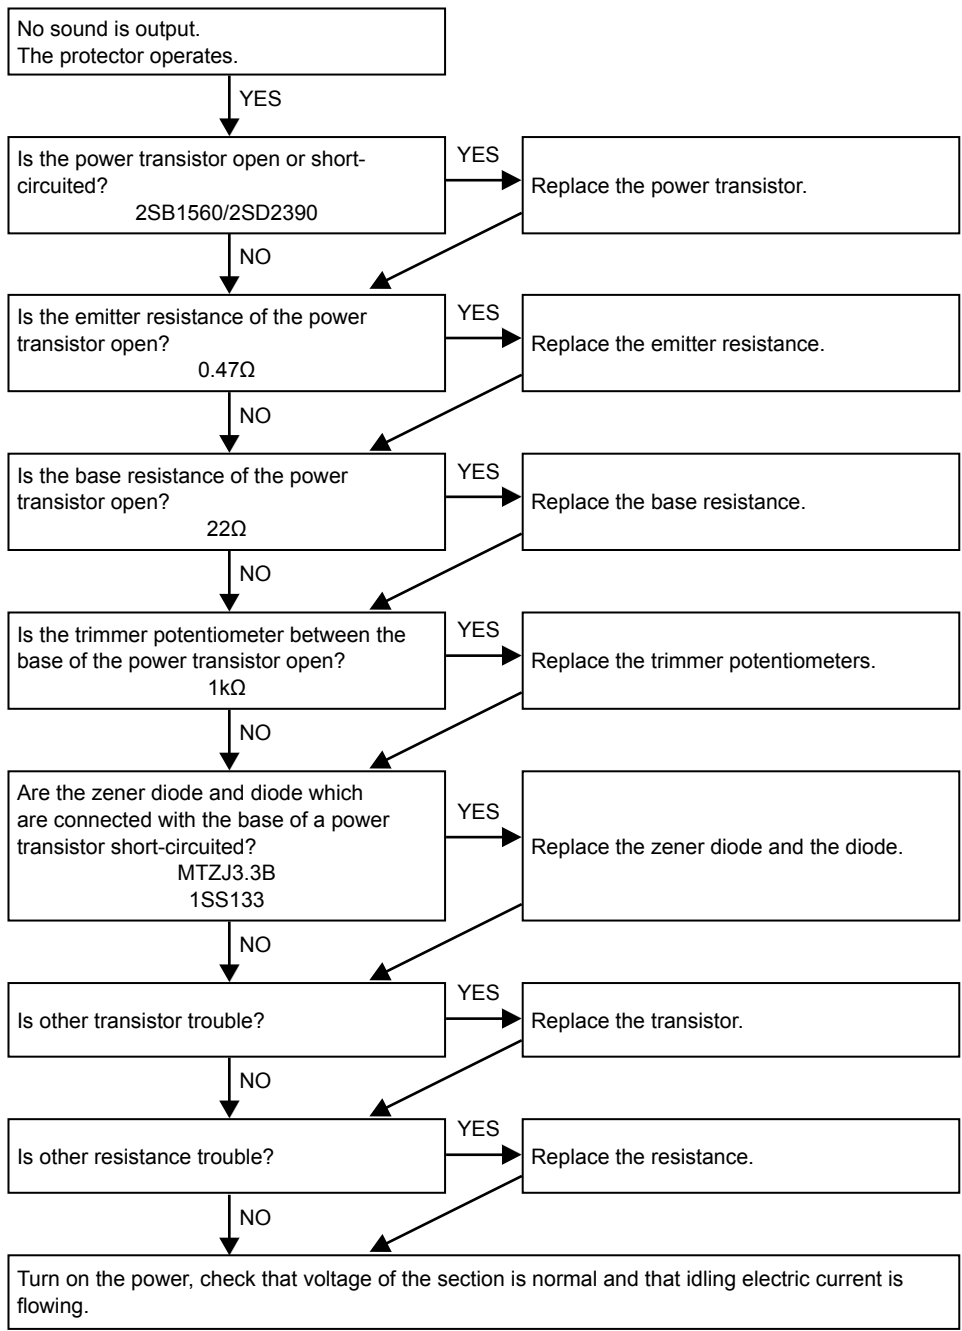 No sound is output.
The protector operates.
YES
Is the power transistor open or short-
circuited?
2SB1560/2SD2390
YES
Replace the power transistor.
NO
Is the emitter resistance of the power
transistor open?
0.47Ω
YES
Replace the emitter resistance.
NO
Is the base resistance of the power
transistor open?
22Ω
YES
Replace the base resistance.
NO
Is the trimmer potentiometer between the
base of the power transistor open?
1kΩ
YES
Replace the trimmer potentiometers.
NO
Are the zener diode and diode which
are connected with the base of a power
transistor short-circuited?
MTZJ3.3B
1SS133
YES
Replace the zener diode and the diode.
NO
Is other transistor trouble?
YES
Replace the transistor.
NO
Is other resistance trouble?
YES
Replace the resistance.
NO
Turn on the power, check that voltage of the section is normal and that idling electric current is
flowing.